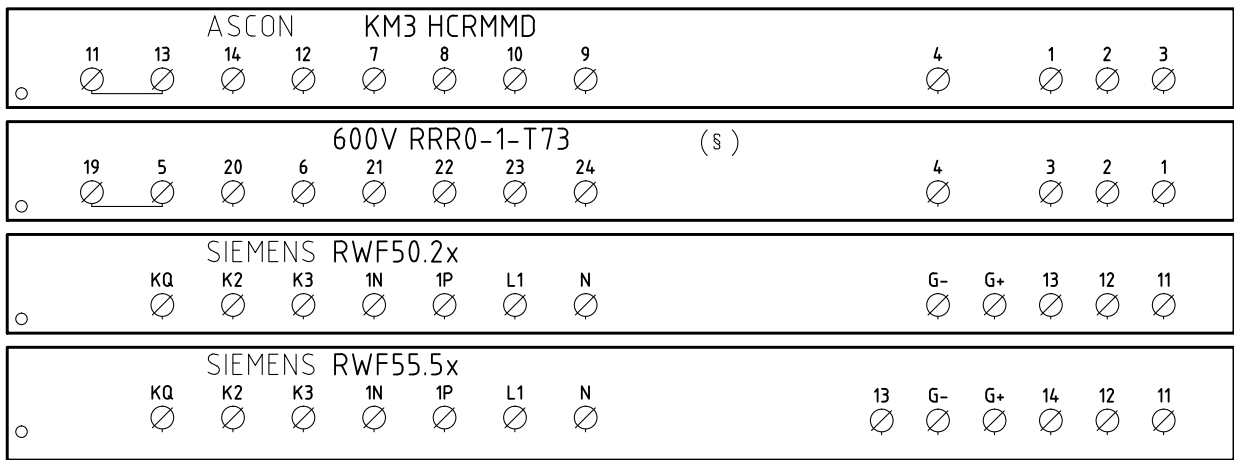 ASCON KM3 HCRMMD
11 13 14 12 7 8 10 9 4 1 2 3
600V RRR0-1-T73 (§)
19 5 20 6 21 22 23 24 4 3 2 1
SIEMENS RWF50.2x
KQ K2 K3 1N 1P L1 N G- G+ 13 12 11
SIEMENS RWF55.5x
KQ K2 K3 1N 1P L1 N 13 G- G+ 14 12 11